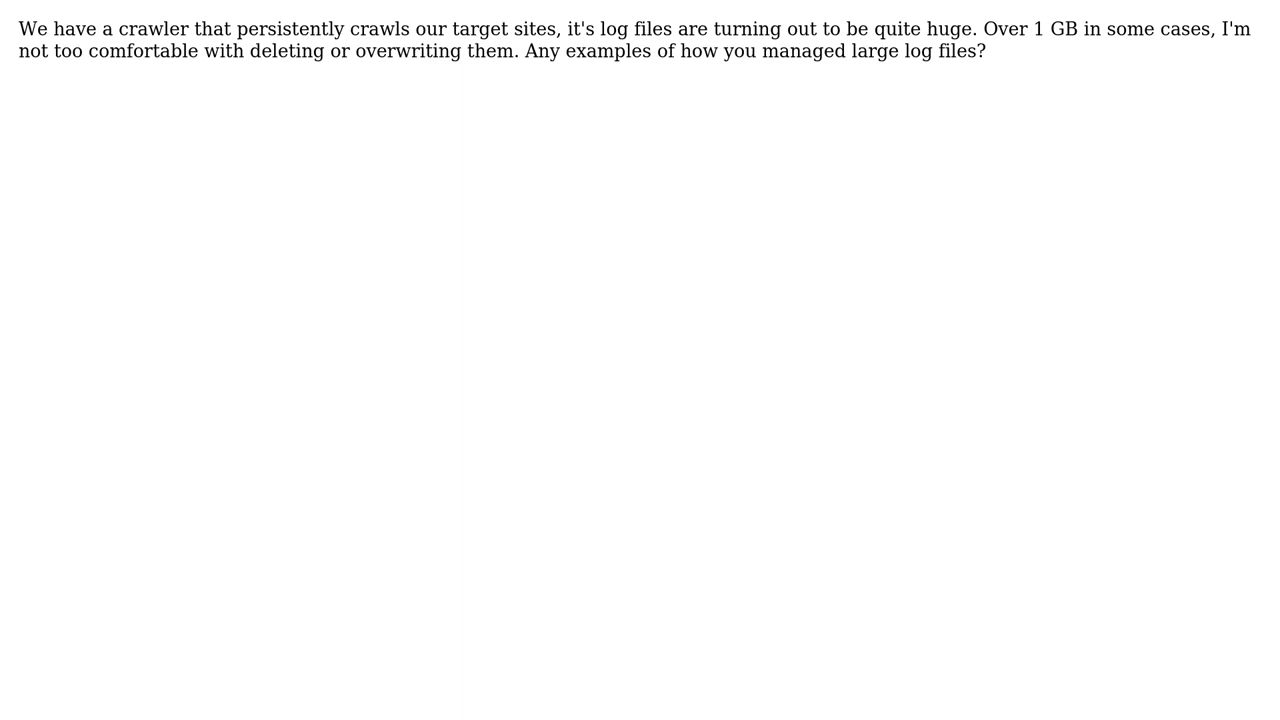 We have a crawler that persistently crawls our target sites, it's log files are turning out to be quite huge. Over 1 GB in some cases, I'm
not too comfortable with deleting or overwriting them. Any examples of how you managed large log files?